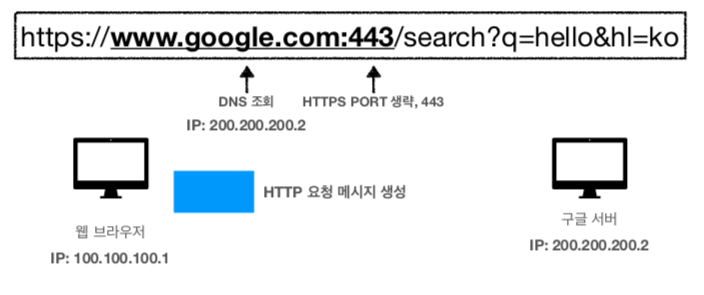 https://www.google.com:443/search?q=hello&hl=ko
DNS 조회
HTTPS PORT 생략, 443
IP: 200.200.200.2
HTTP 요청 메시지 생성
웹 브라우저
IP: 100.100.100.1
구글 서버
IP: 200.200.200.2